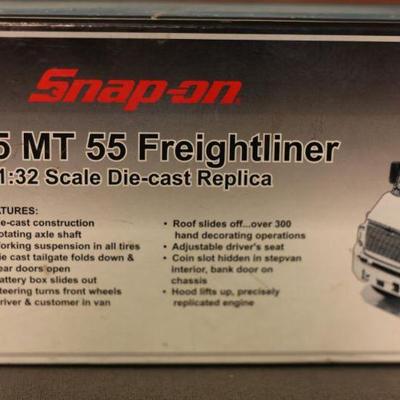 Snap-on
5 MT 55 Freightliner
1:32 Scale Die-cast Replica
ATURES:
e-cast construction
otating axle shaft
orking suspension in all tires
e cast tailgate folds down &
ear doors open
attery box slides out
teering turns front wheels
river & customer in van
• Roof slides off...over 300
hand decorating operations
• Adjustable driver's seat
• Coin slot hidden in stepvan
interior, bank door on
chassis
• Hood lifts up, precisely
replicated engine